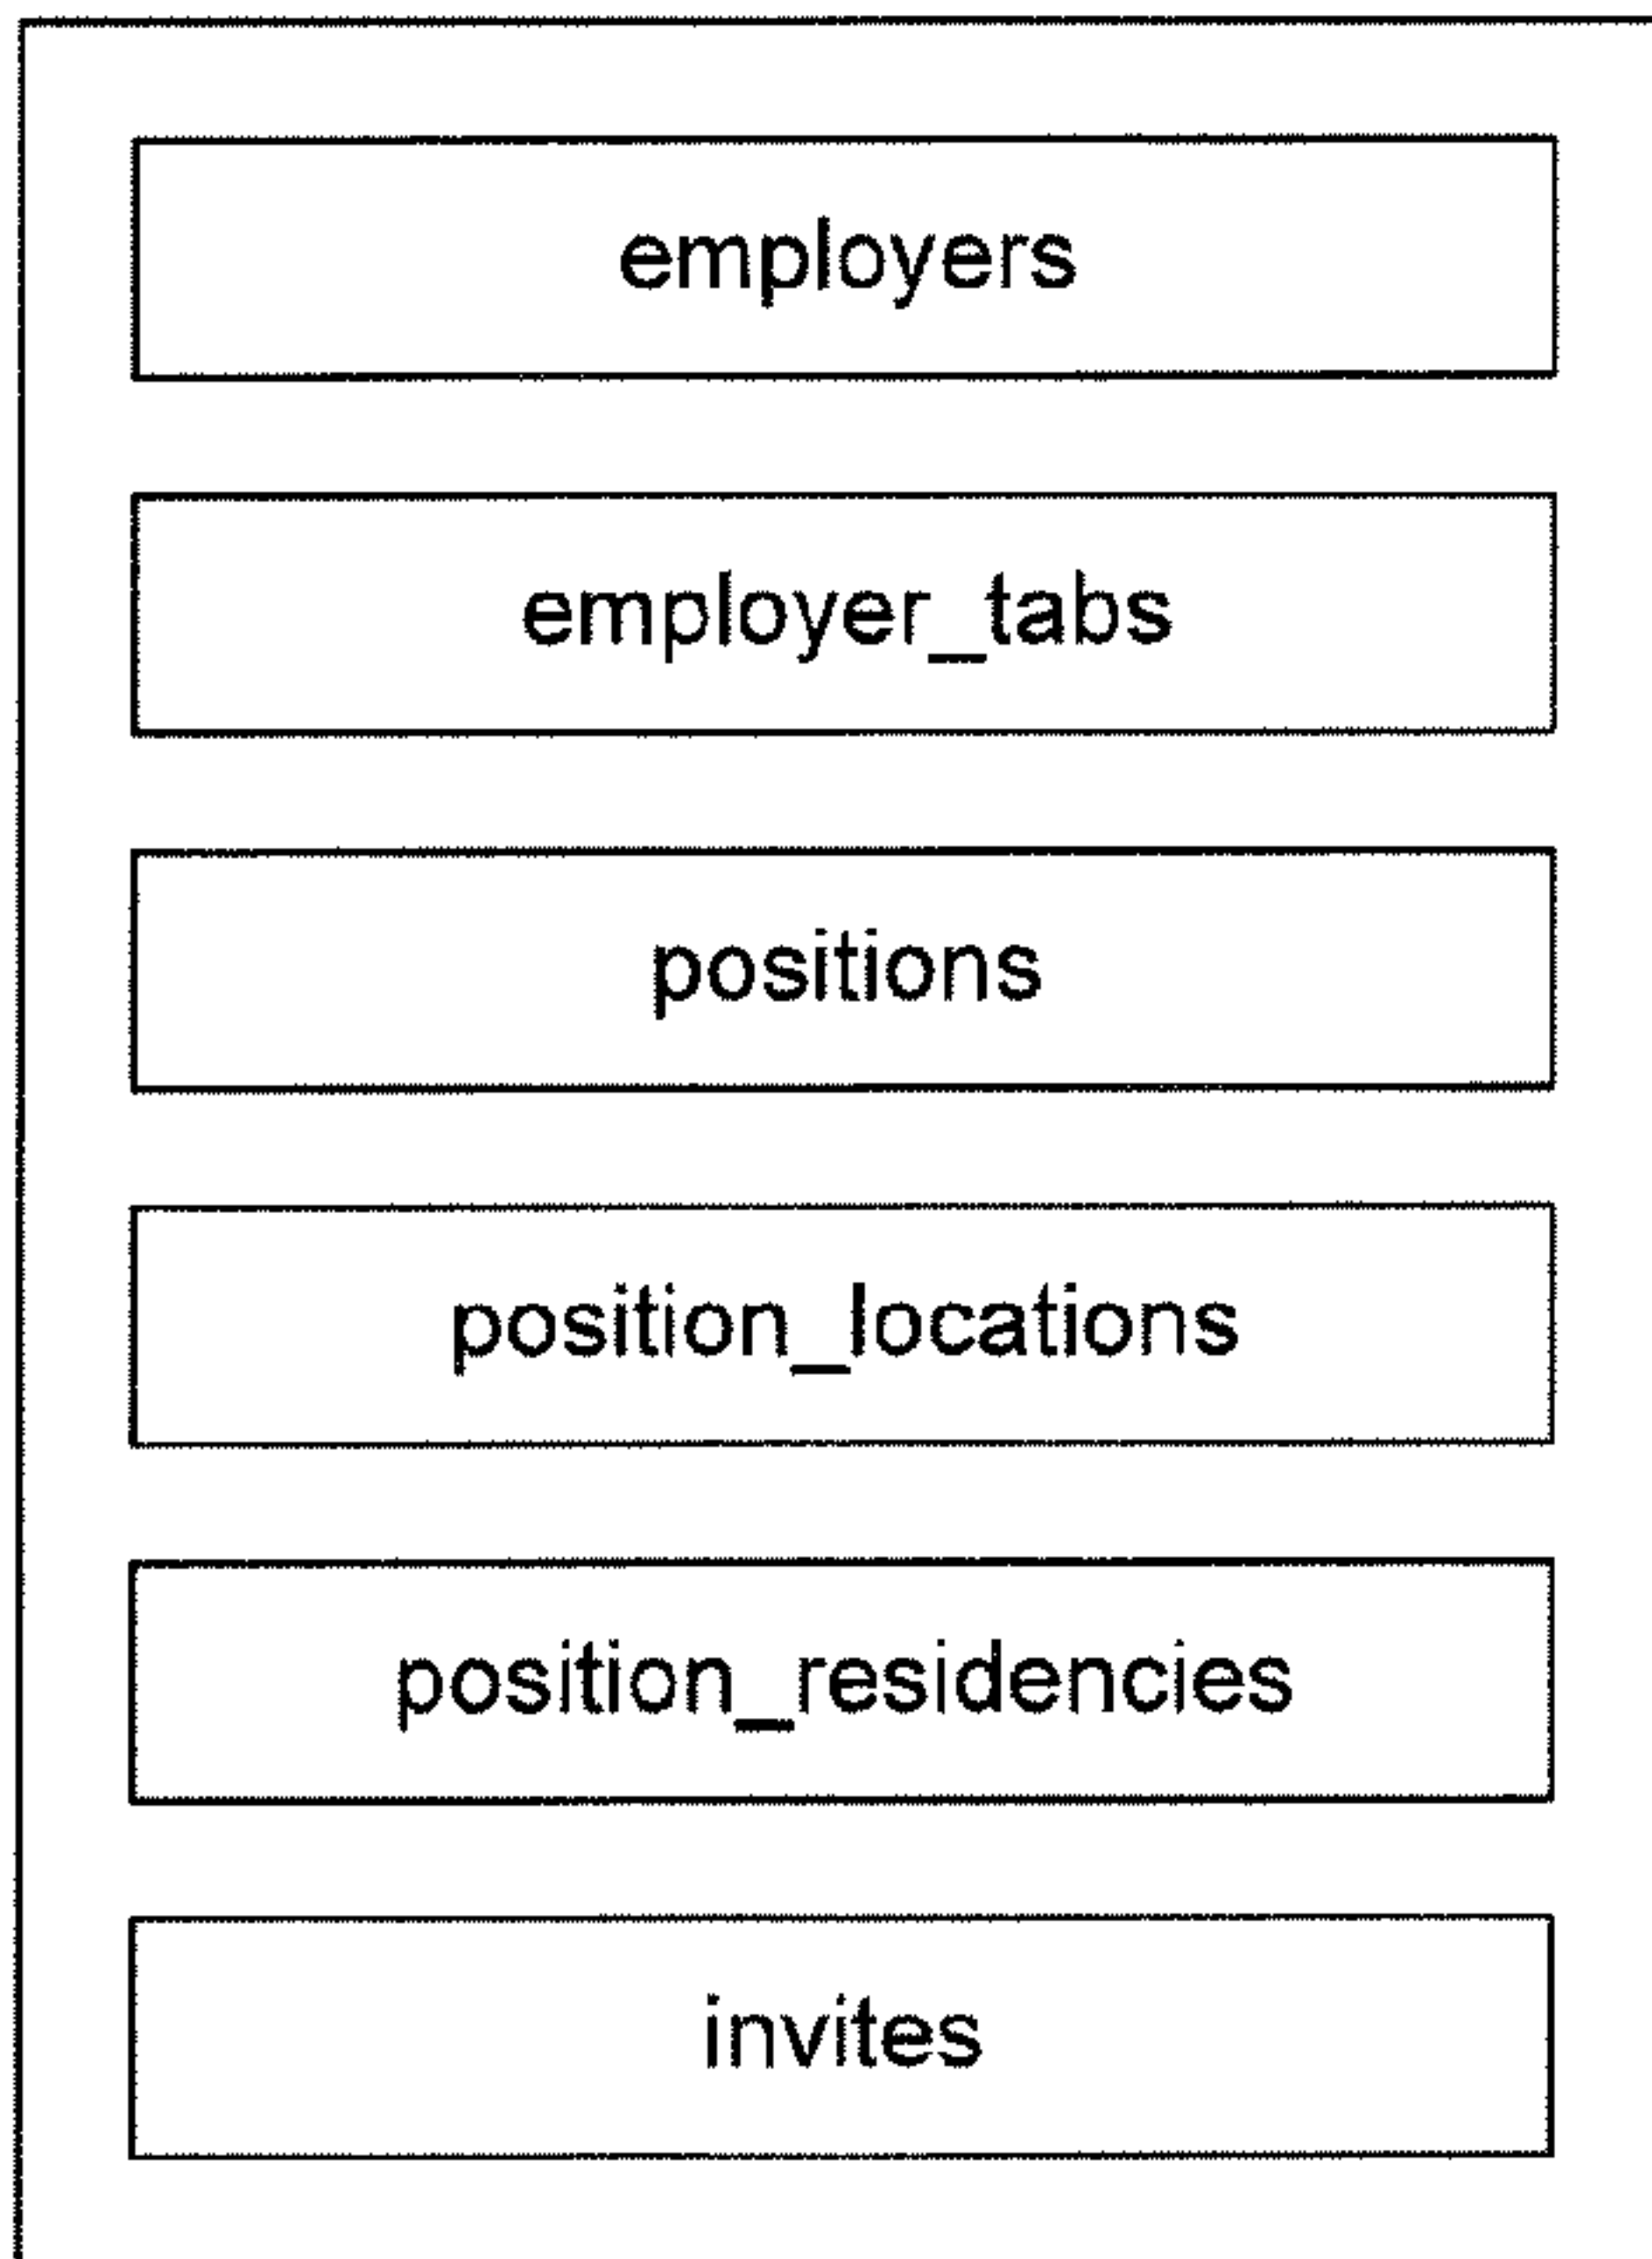 employers
employer_tabs
positions
position_locations
position_residencies
invites